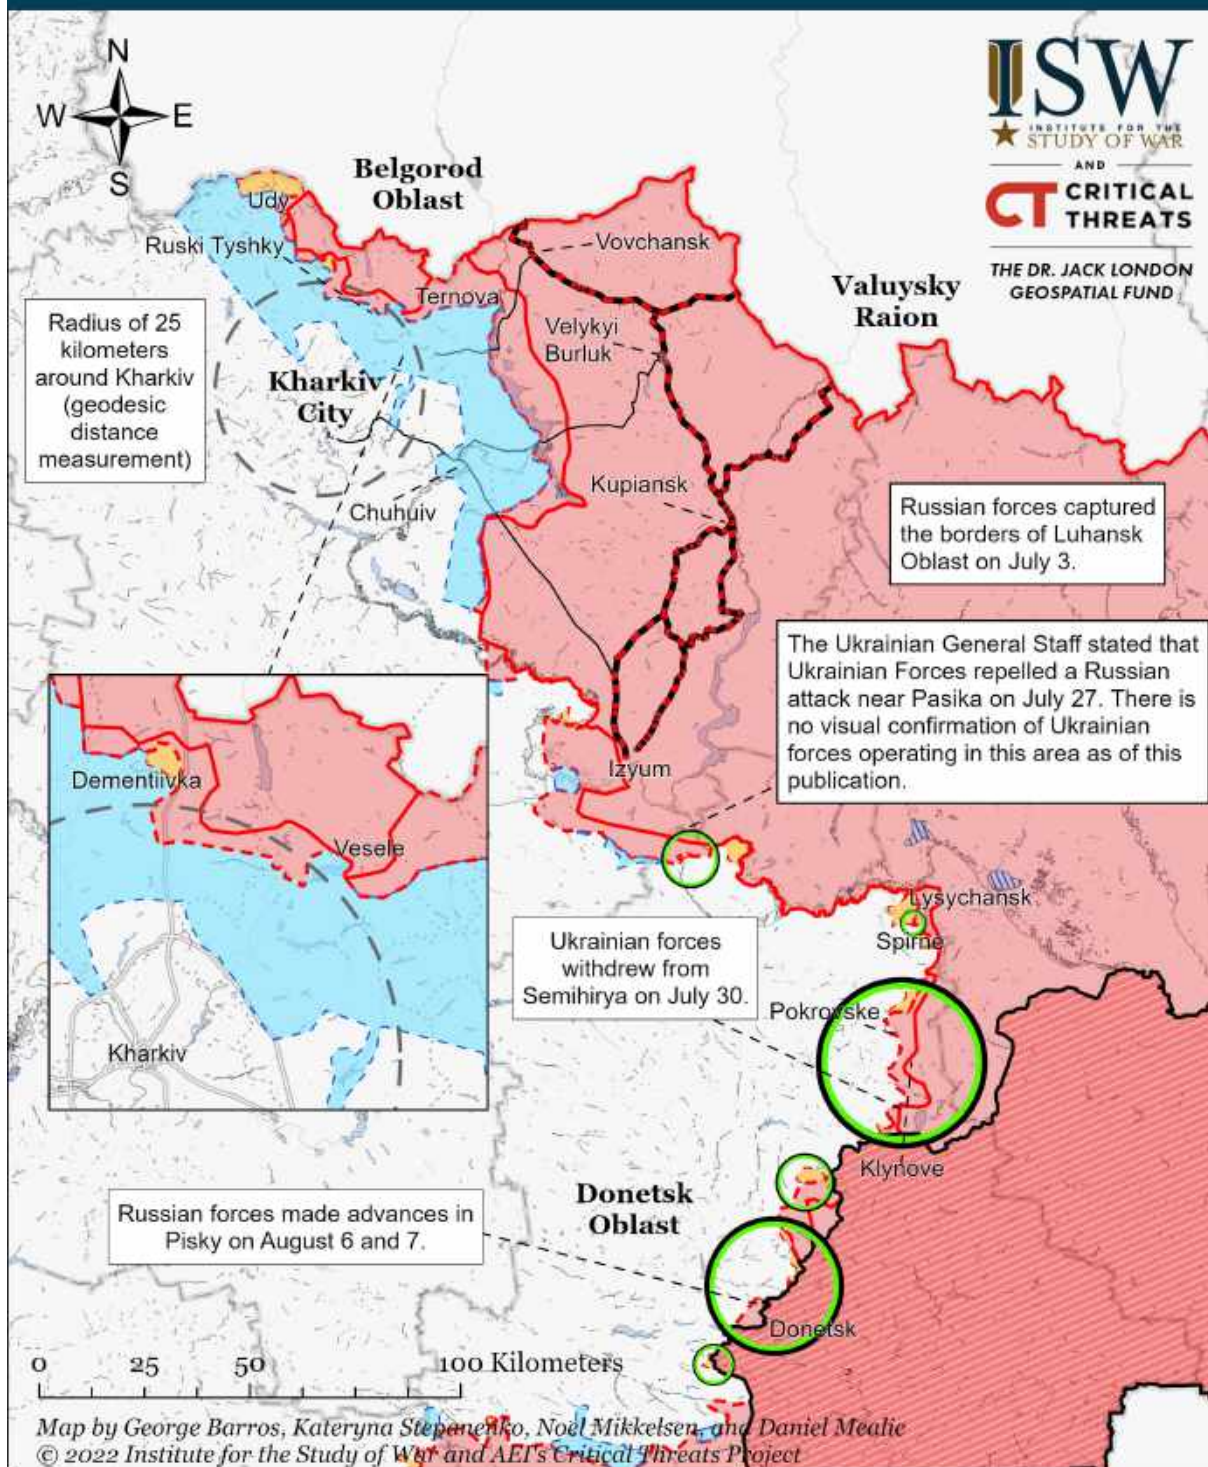 N
W
E
S
ISW
INSTITUTE FOR THE
STUDY OF WAR
AND
CT CRITICAL
THREATS
THE DR. JACK LONDON
GEOSPATIAL FUND
Belgorod
Oblast
Udy
Ruski Tyshky
Vovchansk
Ternova
Valuysky
Raion
Radius of 25
kilometers
around Kharkiv
(geodesic
distance
measurement)
Velykyi
Burluk
Kharkiv
City
Kupiansk
Chuhuiv
Russian forces captured
the borders of Luhansk
Oblast on July 3.
The Ukrainian General Staff stated that
Ukrainian Forces repelled a Russian
attack near Pasika on July 27. There is
no visual confirmation of Ukrainian
forces operating in this area as of this
publication.
Dementiivka
Vesele
Kharkiv
Izyum
Lysychansk
Spirne
Ukrainian forces
withdrew from
Semihirya on July 30.
Pokrovske
Klynove
Donetsk
Oblast
Russian forces made advances in
Pisky on August 6 and 7.
Donetsk
0 25 50 100 Kilometers
Map by George Barros, Kateryna Stepanenko, Noel Mikkelsen, and Daniel Mealie
© 2022 Institute for the Study of War and AEI's Critical Threats Project